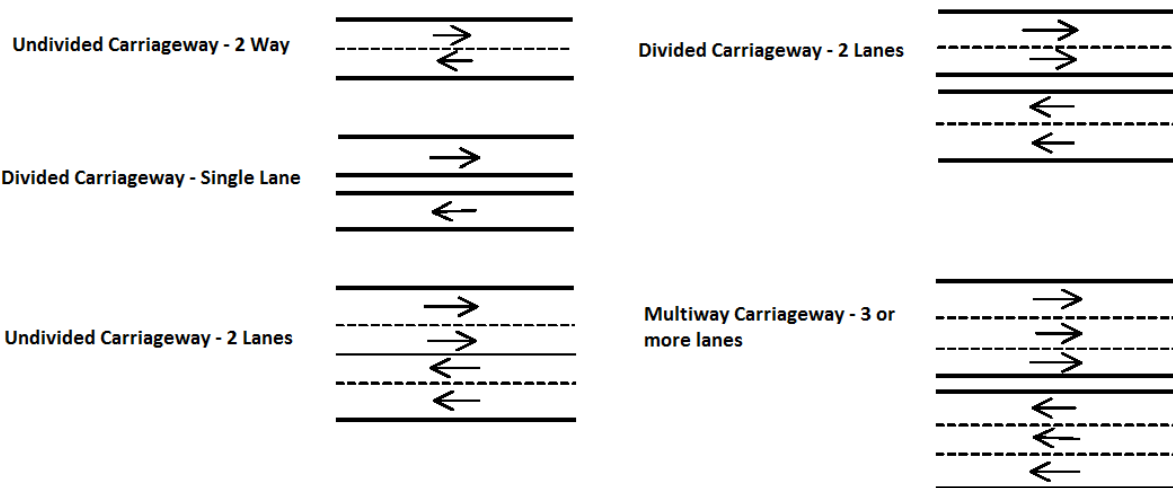 Undivided Carriageway - 2 Way
Divided Carriageway - 2 Lanes
Divided Carriageway - Single Lane
Undivided Carriageway - 2 Lanes
Multiway Carriageway - 3 or
more lanes